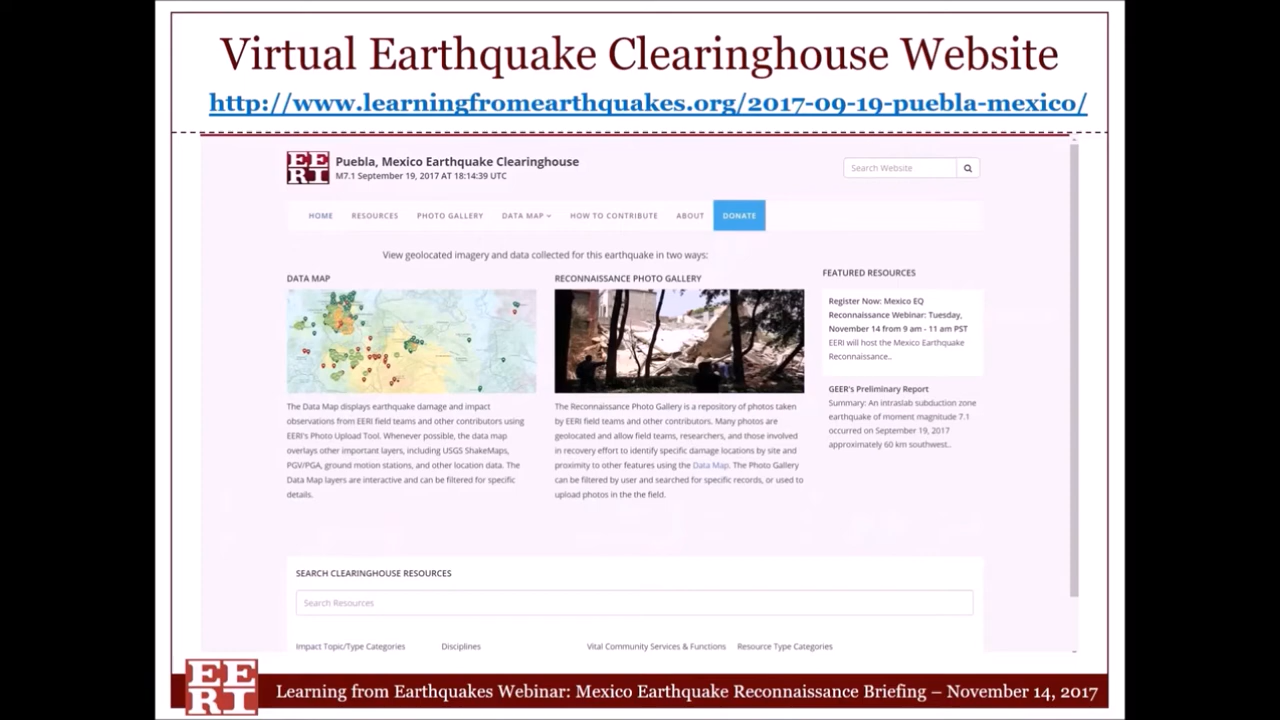 Virtual Earthquake Clearinghouse Website
http://www.learningfromearthquakes.org/2017-09-19-puebla-mexico/
EE
RI
Puebla, Mexico Earthquake Clearinghouse
M7.1 September 19, 2017 AT 18:14:39 UTC
Search Website
HOME RESOURCES PHOTO GALLERY DATA MAP HOW TO CONTRIBUTE ABOUT DONATE
View geolocated imagery and data collected for this earthquake in two ways:
DATA MAP
The Data Map displays earthquake damage and impact
observations from EERI field teams and other contributors using
EERI's Photo Upload Tool. Whenever possible, the data map
overlays other important layers, including USGS ShakeMaps,
PGV/PGA, ground motion stations, and other location data. The
Data Map layers are interactive and can be filtered for specific
details.
RECONNAISSANCE PHOTO GALLERY
The Reconnaissance Photo Gallery is a repository of photos taken
by EERI field teams and other contributors. Many photos are
geolocated and allow field teams, researchers, and those involved
in recovery effort to identify specific damage locations by site and
proximity to other features using the Data Map. The Photo Gallery
can be filtered by user and searched for specific records, or used to
upload photos in the the field.
FEATURED RESOURCES
Register Now: Mexico EQ
Reconnaissance Webinar: Tuesday,
November 14 from 9 am - 11 am PST
EERI will host the Mexico Earthquake
Reconnaissance..
GEER's Preliminary Report
Summary: An intraslab subduction zone
earthquake of moment magnitude 7.1
occurred on September 19, 2017
approximately 60 km southwest..
SEARCH CLEARINGHOUSE RESOURCES
Search Resources
Impact Topic/Type Categories Disciplines Vital Community Services & Functions Resource Type Categories
EE
RI
Learning from Earthquakes Webinar: Mexico Earthquake Reconnaissance Briefing – November 14, 2017